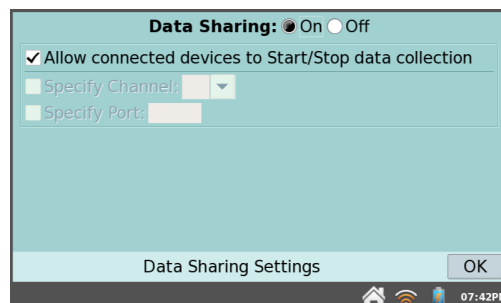 Data Sharing: On Off
Allow connected devices to Start/Stop data collection
Specify Channel:
Specify Port:
Data Sharing Settings OK
07:42P